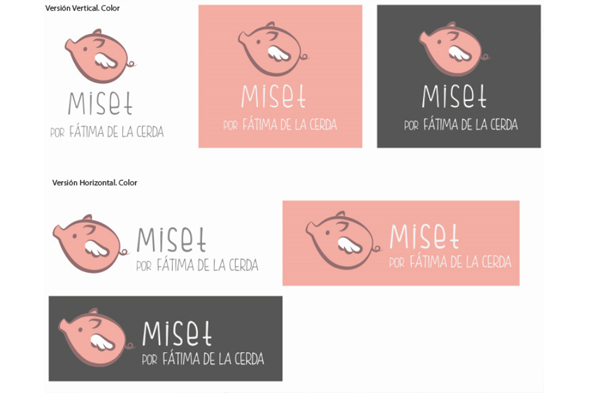 Versión Vertical. Color
Miset
POR FÁTIMA DE LA CERDA
Miset
POR FÁTIMA DE LA CERDA
Miset
POR FÁTIMA DE LA CERDA
Versión Horizontal. Color
Miset
POR FÁTIMA DE LA CERDA
Miset
POR FÁTIMA DE LA CERDA
Miset
POR FÁTIMA DE LA CERDA